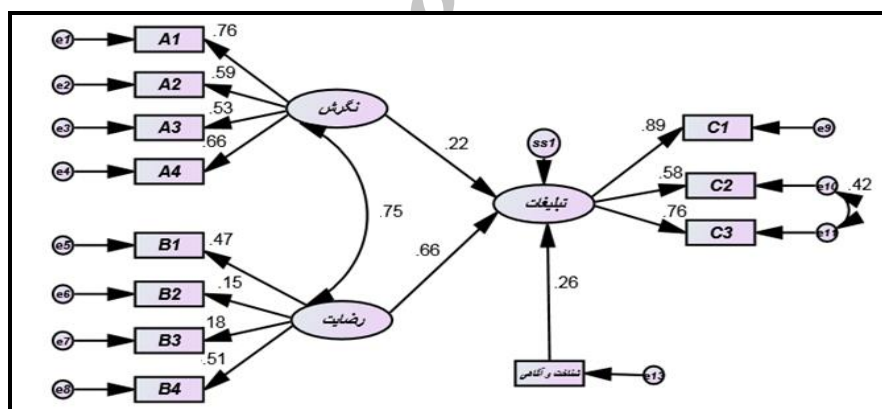 e1 A1 .76
e2 A2 .59
e3 A3 .53
e4 A4 .66
نگرش
.22
.75
e5 B1 .47
e6 B2 .15
e7 B3 .18
e8 B4 .51
رضایت
.66
ss1
تبلیغات
.26
شناخت و آگاهی e13
.89 C1 e9
.58 C2 e10
.76 C3 e11
.42